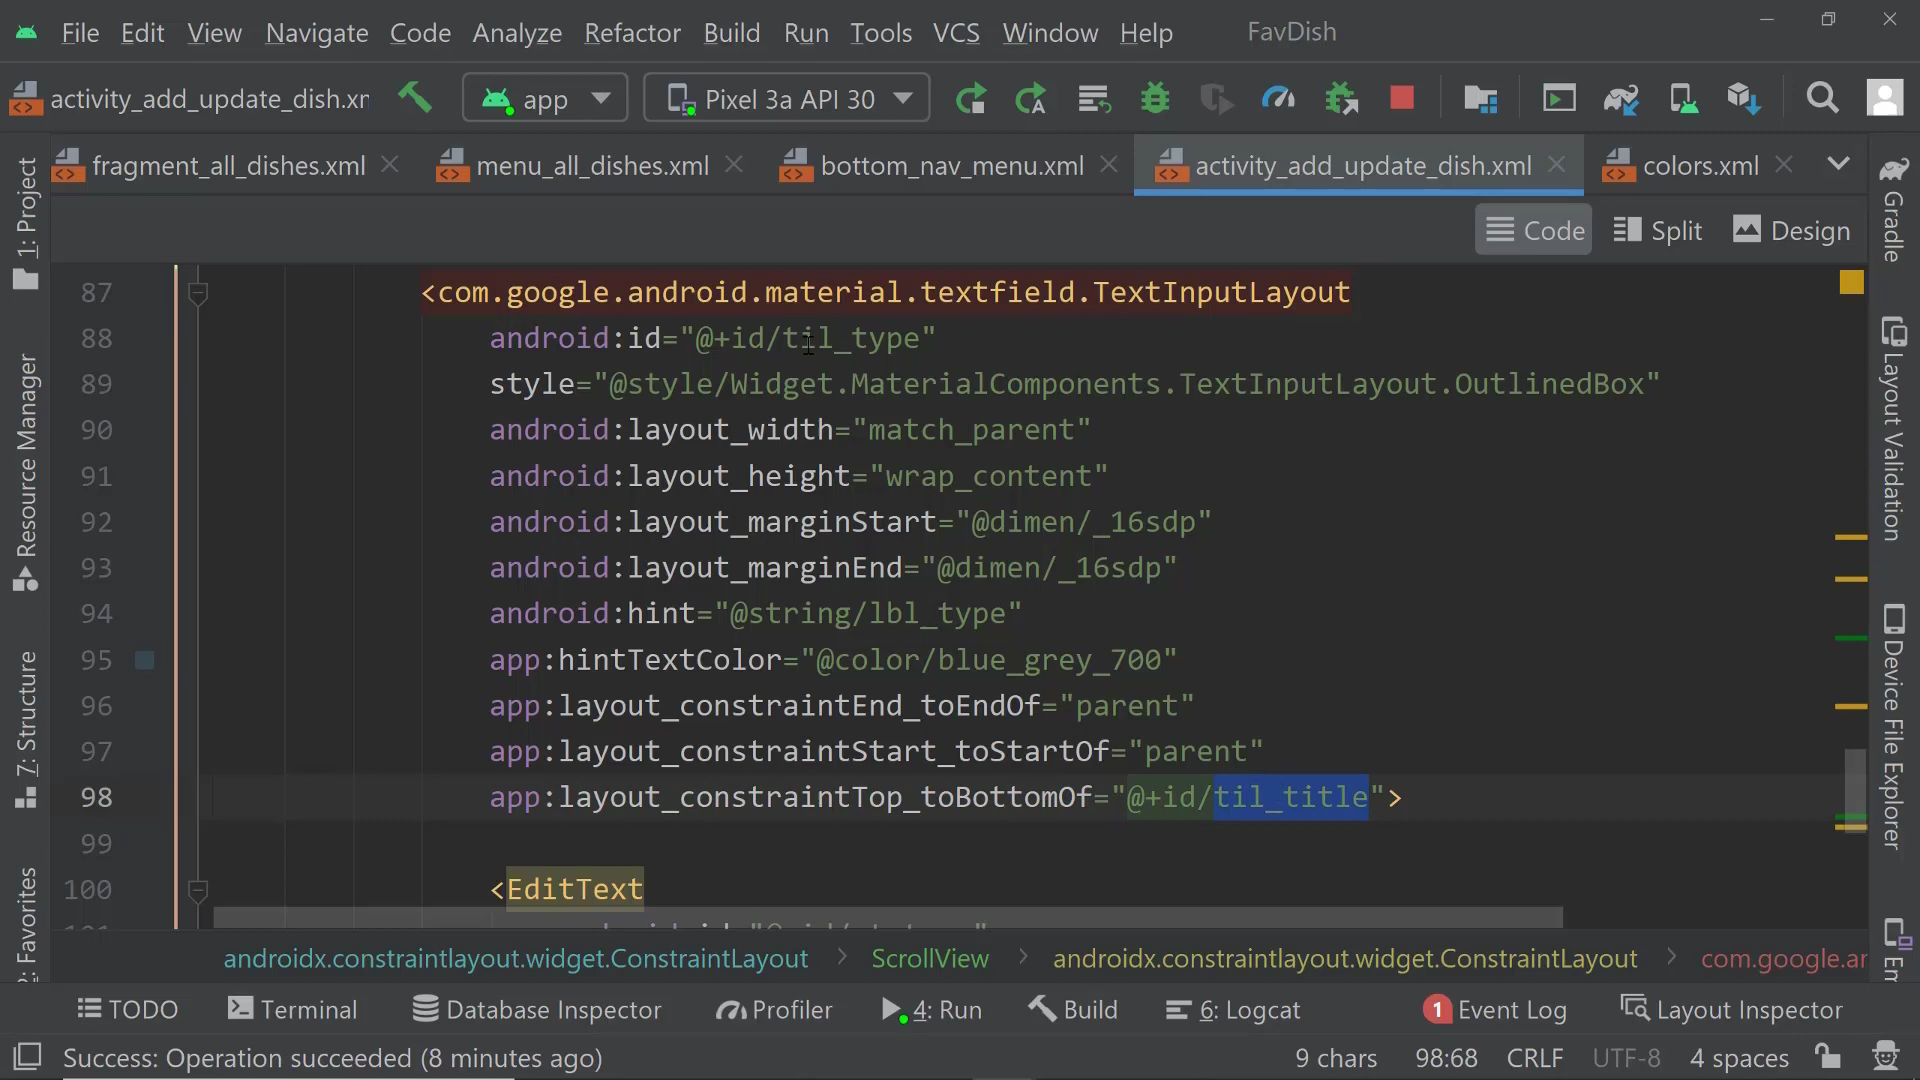 File Edit View Navigate Code Analyze Refactor Build Run Tools VCS Window Help FavDish
activity_add_update_dish.xr app Pixel 3a API 30
fragment_all_dishes.xml menu_all_dishes.xml bottom_nav_menu.xml activity_add_update_dish.xml colors.xml
Code Split Design
1: Project
Resource Manager
7: Structure
Favorites
87 <com.google.android.material.textfield.TextInputLayout
88 android:id="@+id/til_type"
89 style="@style/Widget.MaterialComponents.TextInputLayout.OutlinedBox"
90 android:layout_width="match_parent"
91 android:layout_height="wrap_content"
92 android:layout_marginStart="@dimen/_16sdp"
93 android:layout_marginEnd="@dimen/_16sdp"
94 android:hint="@string/lbl_type"
95 app:hintTextColor="@color/blue_grey_700"
96 app:layout_constraintEnd_toEndOf="parent"
97 app:layout_constraintStart_toStartOf="parent"
98 app:layout_constraintTop_toBottomOf="@+id/til_title">
99
100 <EditText
Gradle
Layout Validation
Device File Explorer
Em
androidx.constraintlayout.widget.ConstraintLayout ScrollView androidx.constraintlayout.widget.ConstraintLayout com.google.ar
TODO Terminal Database Inspector Profiler 4: Run Build 6: Logcat 1 Event Log Layout Inspector
Success: Operation succeeded (8 minutes ago) 9 chars 98:68 CRLF UTF-8 4 spaces